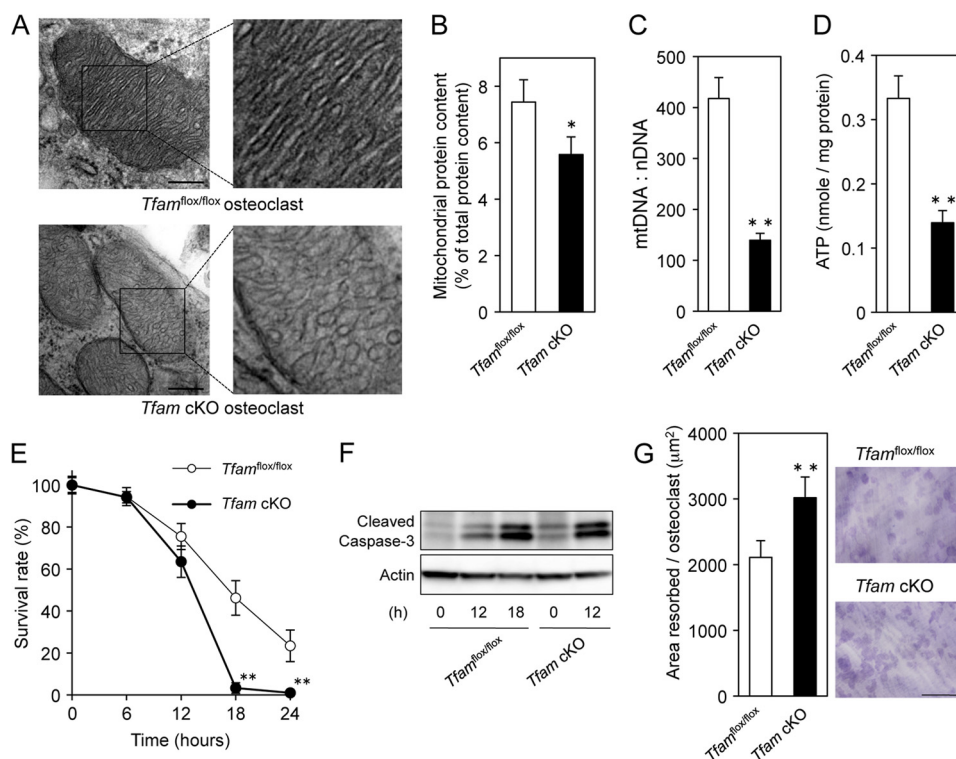 A
Tfamflox/flox osteoclast
Tfam cKO osteoclast
B
Mitochondrial protein content
(% of total protein content)
8
6
4
2
0
*
Tfamflox/flox
Tfam cKO
C
mtDNA : nDNA
500
400
300
200
100
0
**
Tfamflox/flox
Tfam cKO
D
ATP (nmole / mg protein)
0.4
0.3
0.2
0.1
0
**
Tfamflox/flox
Tfam cKO
E
Tfamflox/flox
Tfam cKO
Survival rate (%)
100
80
60
40
20
0
** **
0 6 12 18 24
Time (hours)
F
Cleaved
Caspase-3
Actin
(h) 0 12 18 0 12
Tfamflox/flox
Tfam cKO
G
Area resorbed / osteoclast (μm²)
4000
3000
2000
1000
0
**
Tfamflox/flox
Tfam cKO
Tfamflox/flox
Tfam cKO